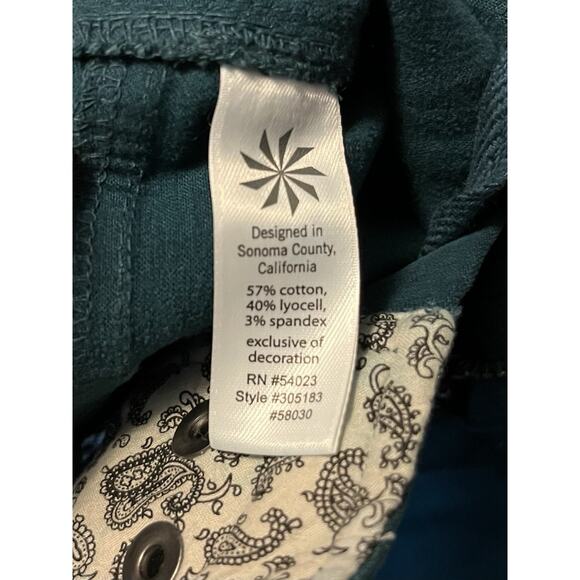 Designed in
Sonoma County,
California
57% cotton,
40% lyocell,
3% spandex
exclusive of
decoration
RN #54023
Style #305183
#58030